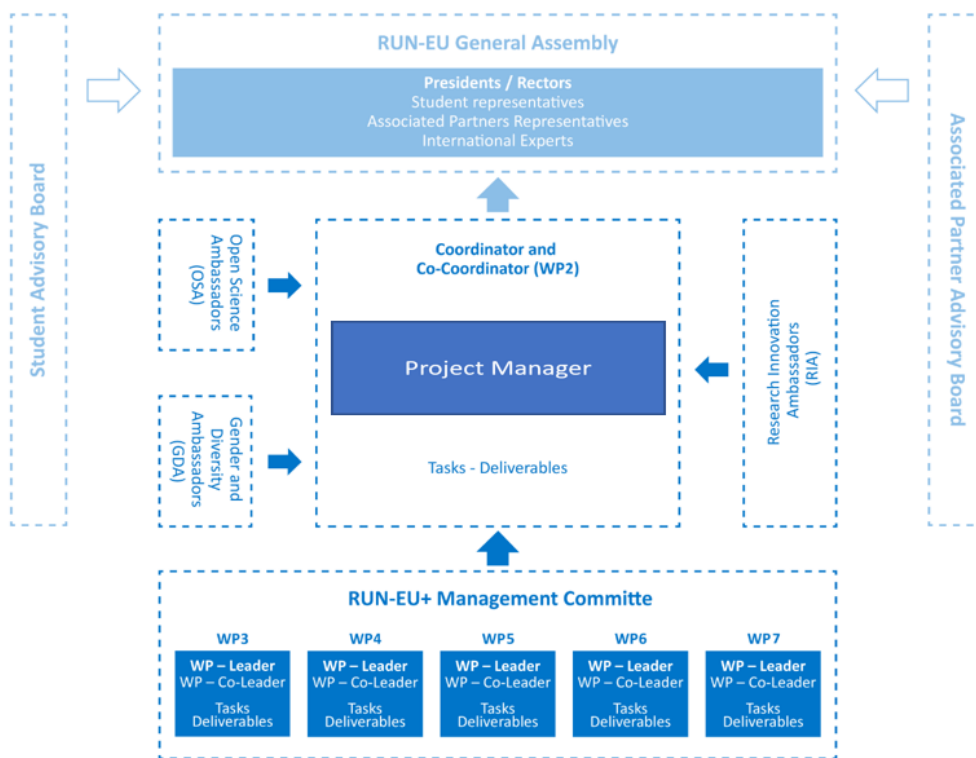 RUN-EU General Assembly
Presidents / Rectors
Student representatives
Associated Partners Representatives
International Experts
Student Advisory Board
Associated Partner Advisory Board
Open Science
Ambassadors
(OSA)
Gender and
Diversity
Ambassadors
(GDA)
Coordinator and
Co-Coordinator (WP2)
Project Manager
Tasks - Deliverables
Research Innovation
Ambassadors
(RIA)
RUN-EU+ Management Committe
WP3
WP – Leader
WP – Co-Leader
Tasks
Deliverables
WP4
WP – Leader
WP – Co-Leader
Tasks
Deliverables
WP5
WP – Leader
WP – Co-Leader
Tasks
Deliverables
WP6
WP – Leader
WP – Co-Leader
Tasks
Deliverables
WP7
WP – Leader
WP – Co-Leader
Tasks
Deliverables